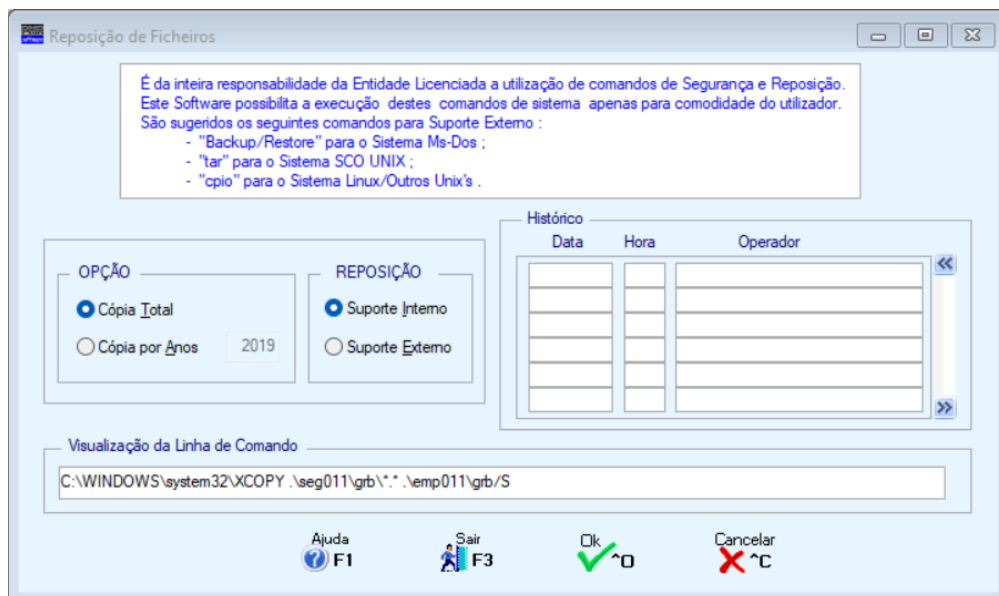 Reposição de Ficheiros
É da inteira responsabilidade da Entidade Licenciada a utilização de comandos de Segurança e Reposição.
Este Software possibilita a execução destes comandos de sistema apenas para comodidade do utilizador.
São sugeridos os seguintes comandos para Suporte Externo :
- "Backup/Restore" para o Sistema Ms-Dos ;
- "tar" para o Sistema SCO UNIX ;
- "cpio" para o Sistema Linux/Outros Unix's .
Histórico
Data Hora Operador
OPÇÃO REPOSIÇÃO
Cópia Total Suporte Interno
Cópia por Anos 2019 Suporte Externo
Visualização da Linha de Comando
C:\WINDOWS\system32\XCOPY .\seg011\grb\*.* .\emp011\grb/S
Ajuda Sair Ok Cancelar
F1 F3 ^O ^C